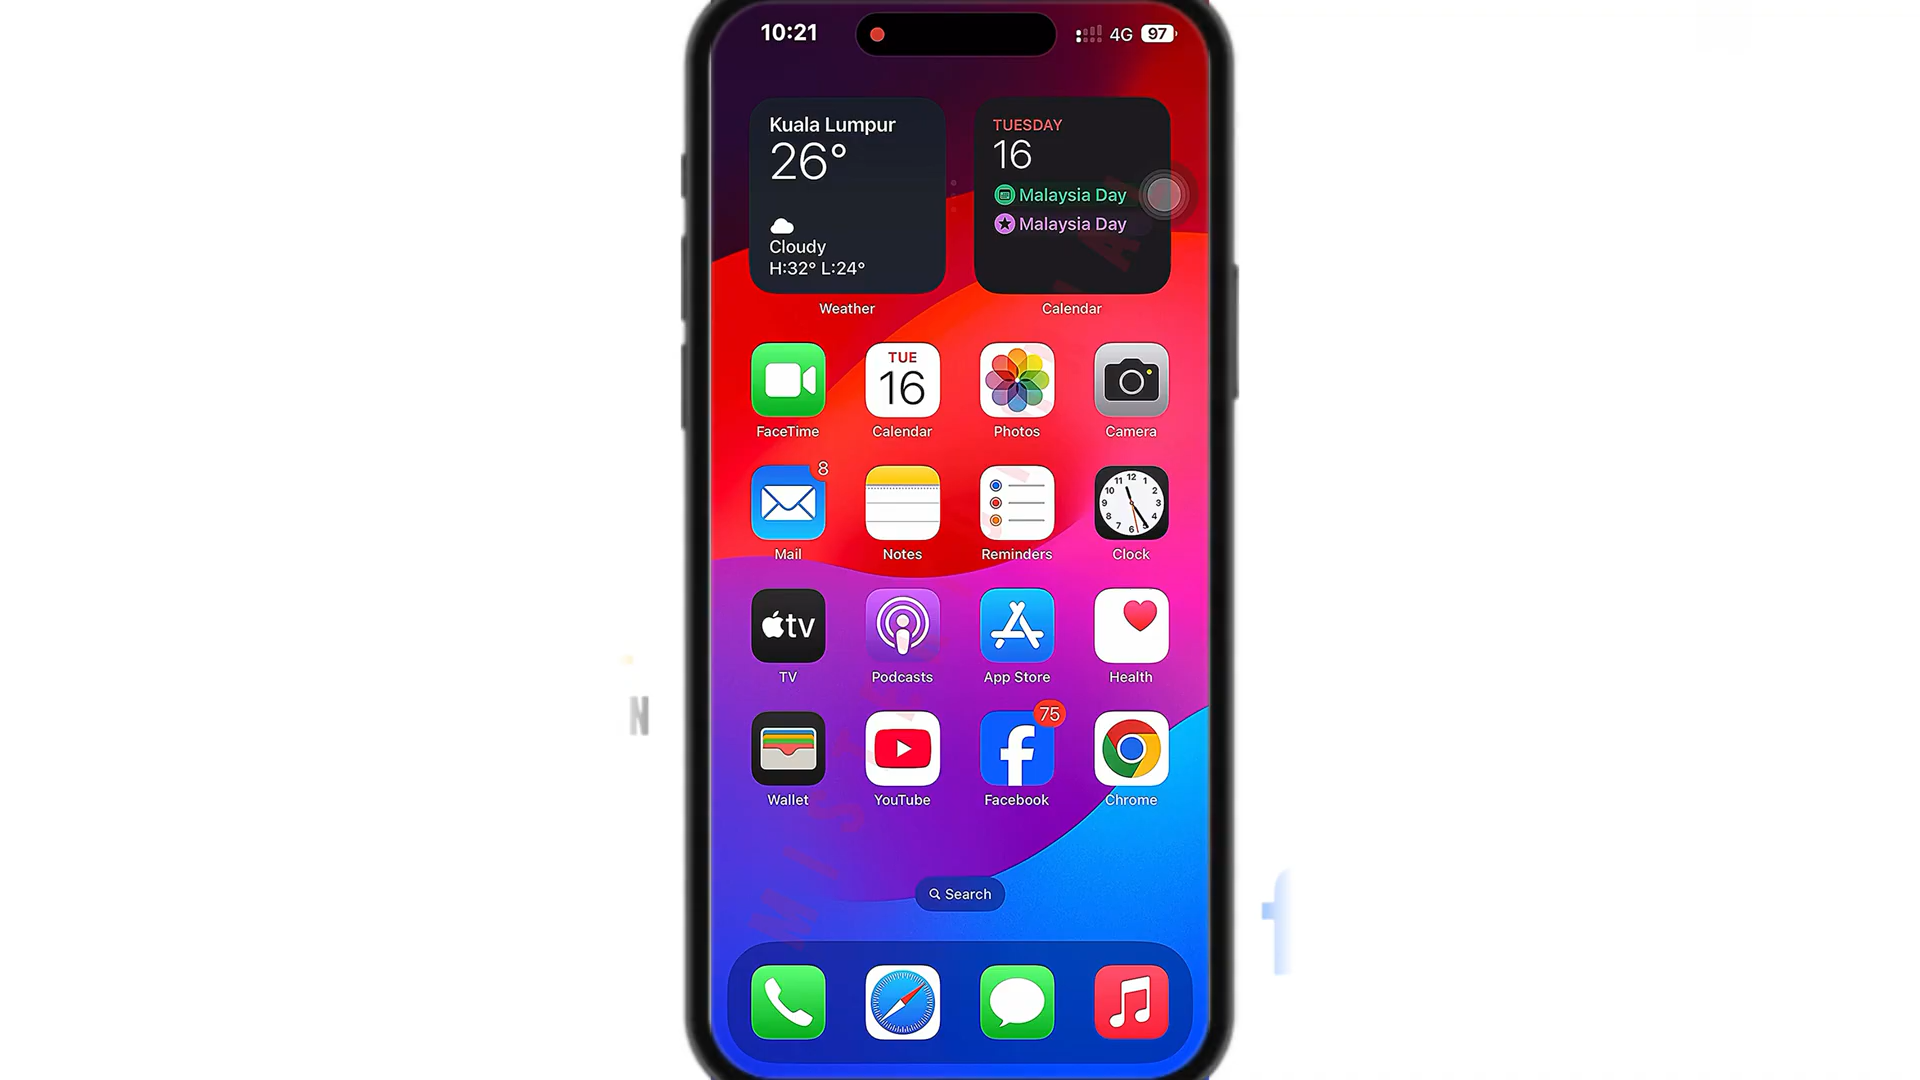 10:21
4G 97
Kuala Lumpur
26°
Cloudy
H:32° L:24°
Weather
TUESDAY
16
Malaysia Day
Malaysia Day
Calendar
TUE
16
FaceTime
Calendar
Photos
Camera
8
Mail
Notes
Reminders
Clock
tv
TV
Podcasts
App Store
Health
75
Wallet
YouTube
Facebook
Chrome
N
f
Search